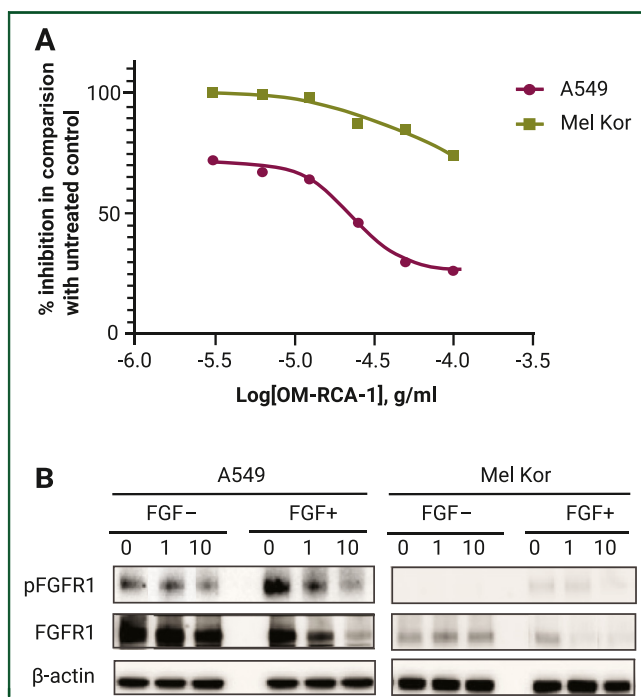 A
100
50
0
-6.0 -5.5 -5.0 -4.5 -4.0 -3.5
% inhibition in comparision
with untreated control
Log[OM-RCA-1], g/ml
A549
Mel Kor
B
A549 Mel Kor
FGF− FGF+ FGF− FGF+
0 1 10 0 1 10 0 1 10 0 1 10
pFGFR1
FGFR1
β-actin